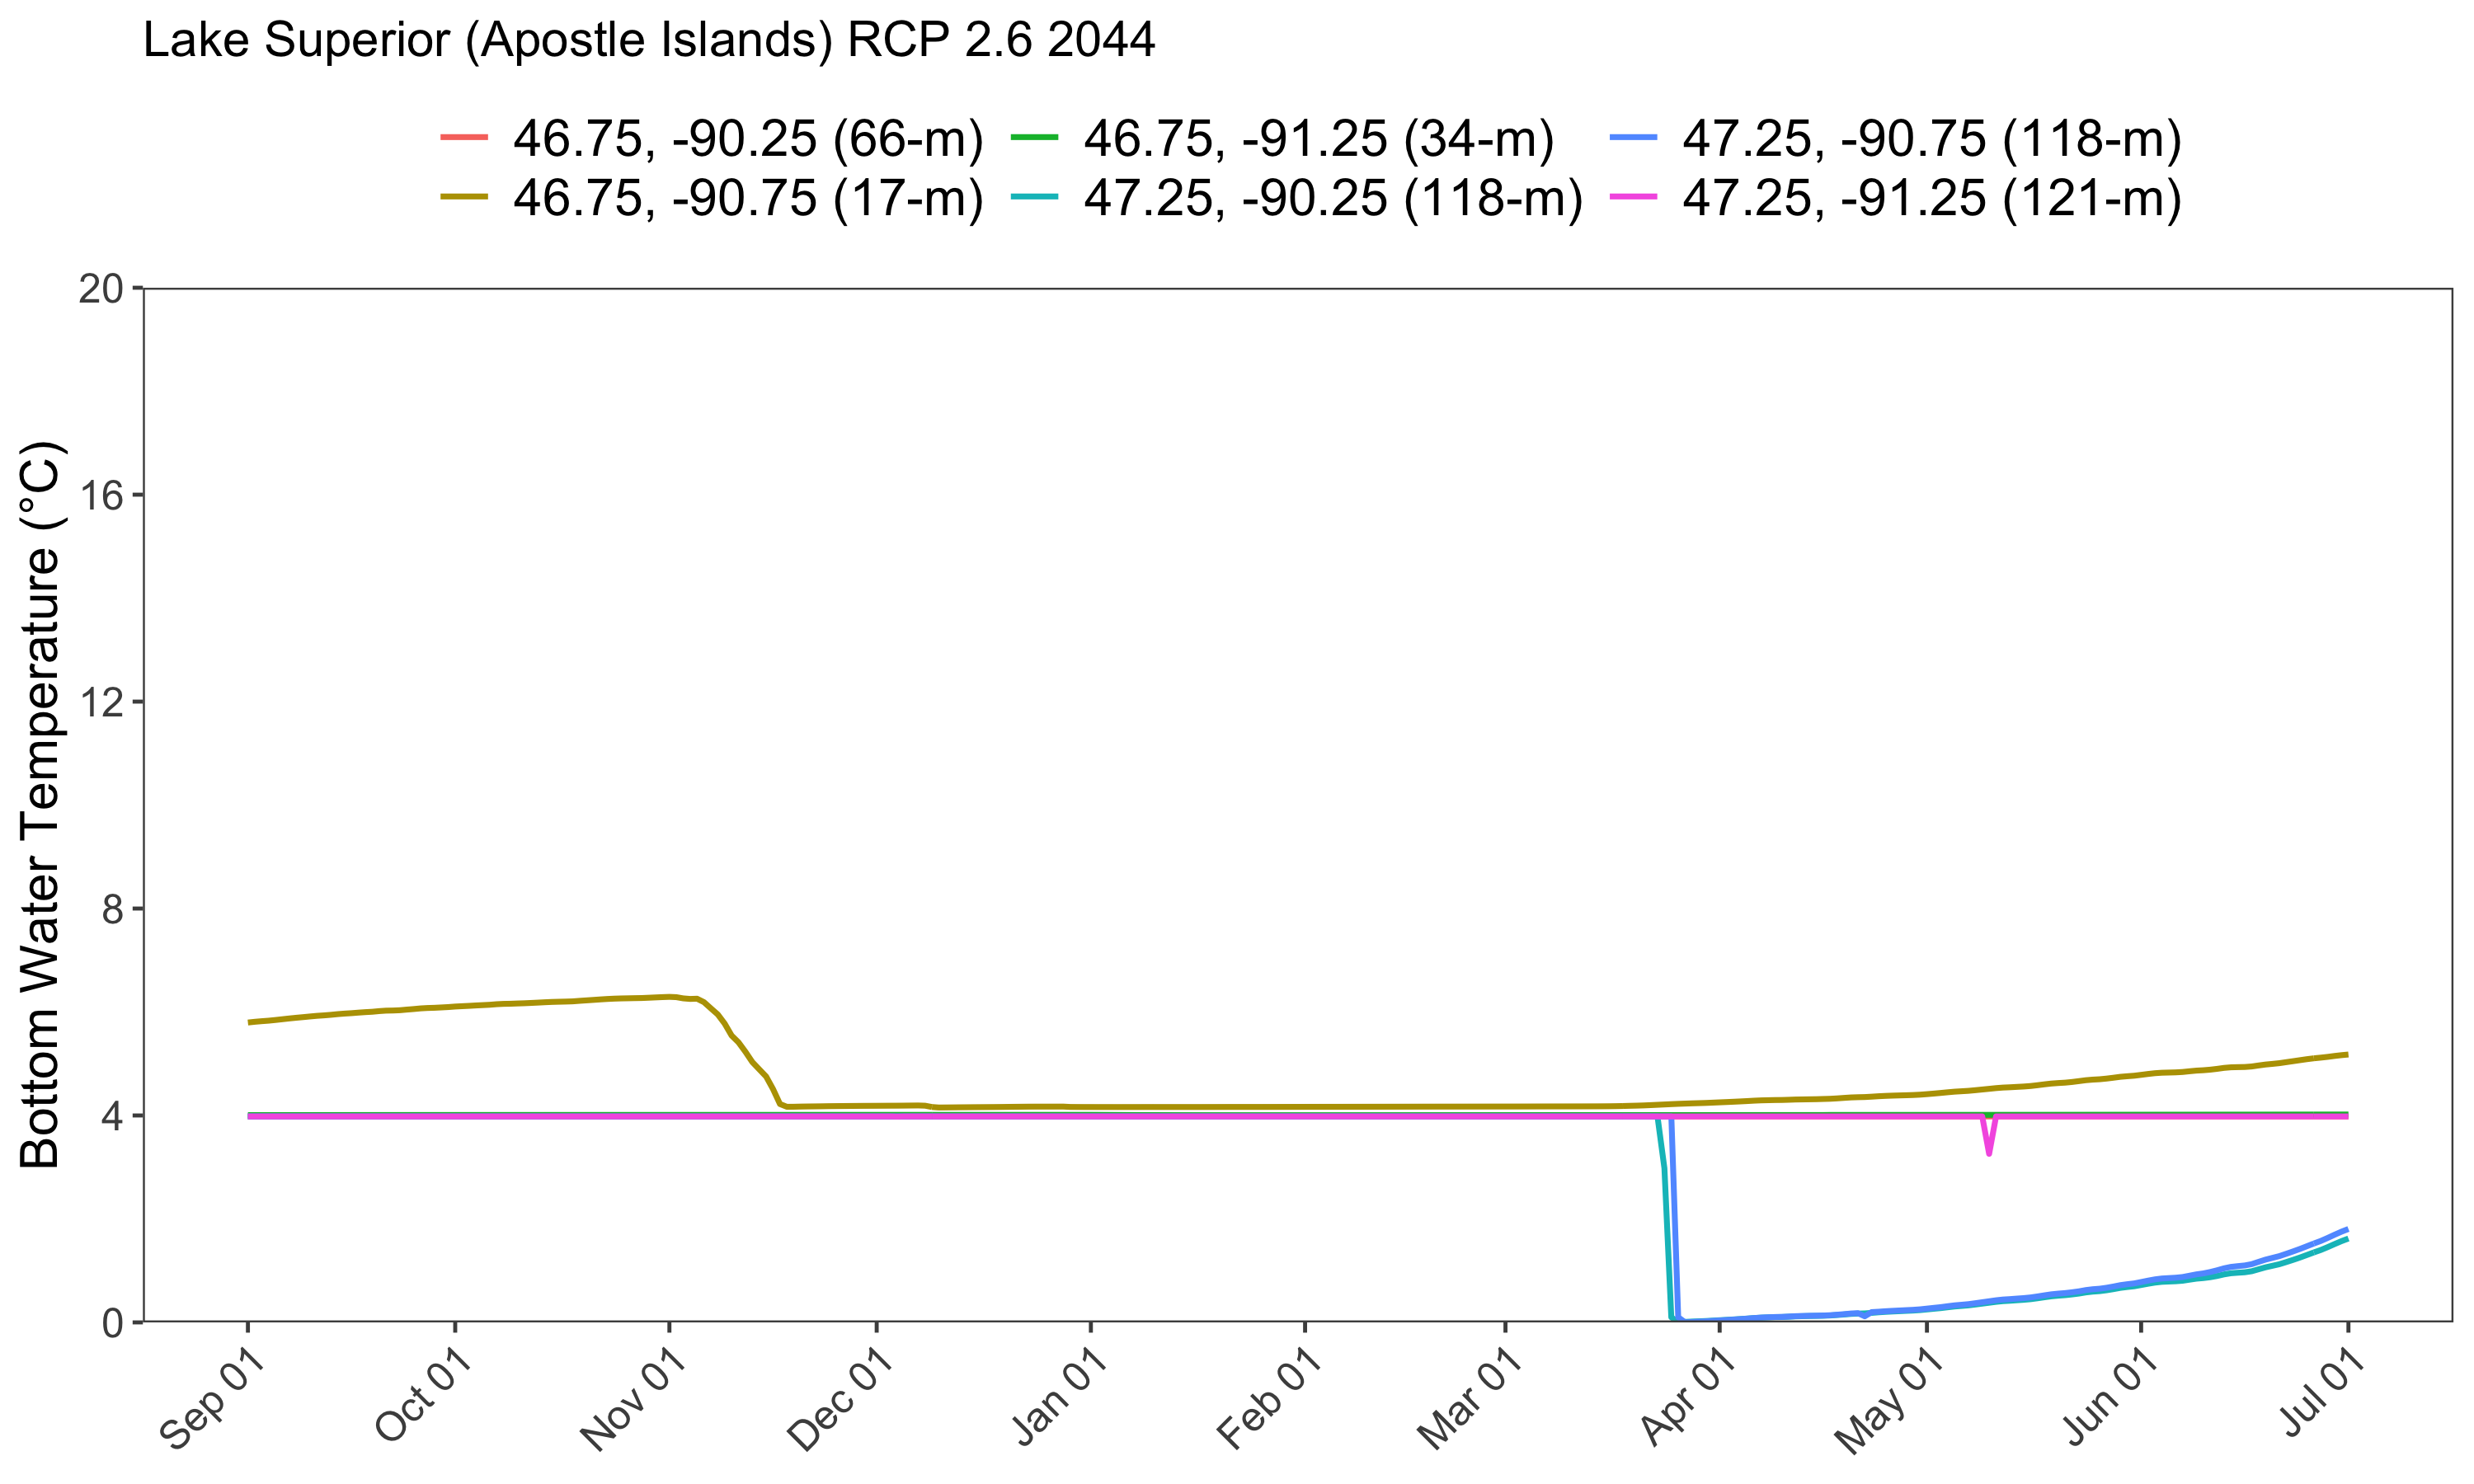 Lake Superior (Apostle Islands) RCP 2.6 2044
46.75, -90.25 (66-m) 46.75, -91.25 (34-m) 47.25, -90.75 (118-m)
46.75, -90.75 (17-m) 47.25, -90.25 (118-m) 47.25, -91.25 (121-m)
Bottom Water Temperature (°C)
20
16
12
8
4
0
Sep 01 Oct 01 Nov 01 Dec 01 Jan 01 Feb 01 Mar 01 Apr 01 May 01 Jun 01 Jul 01